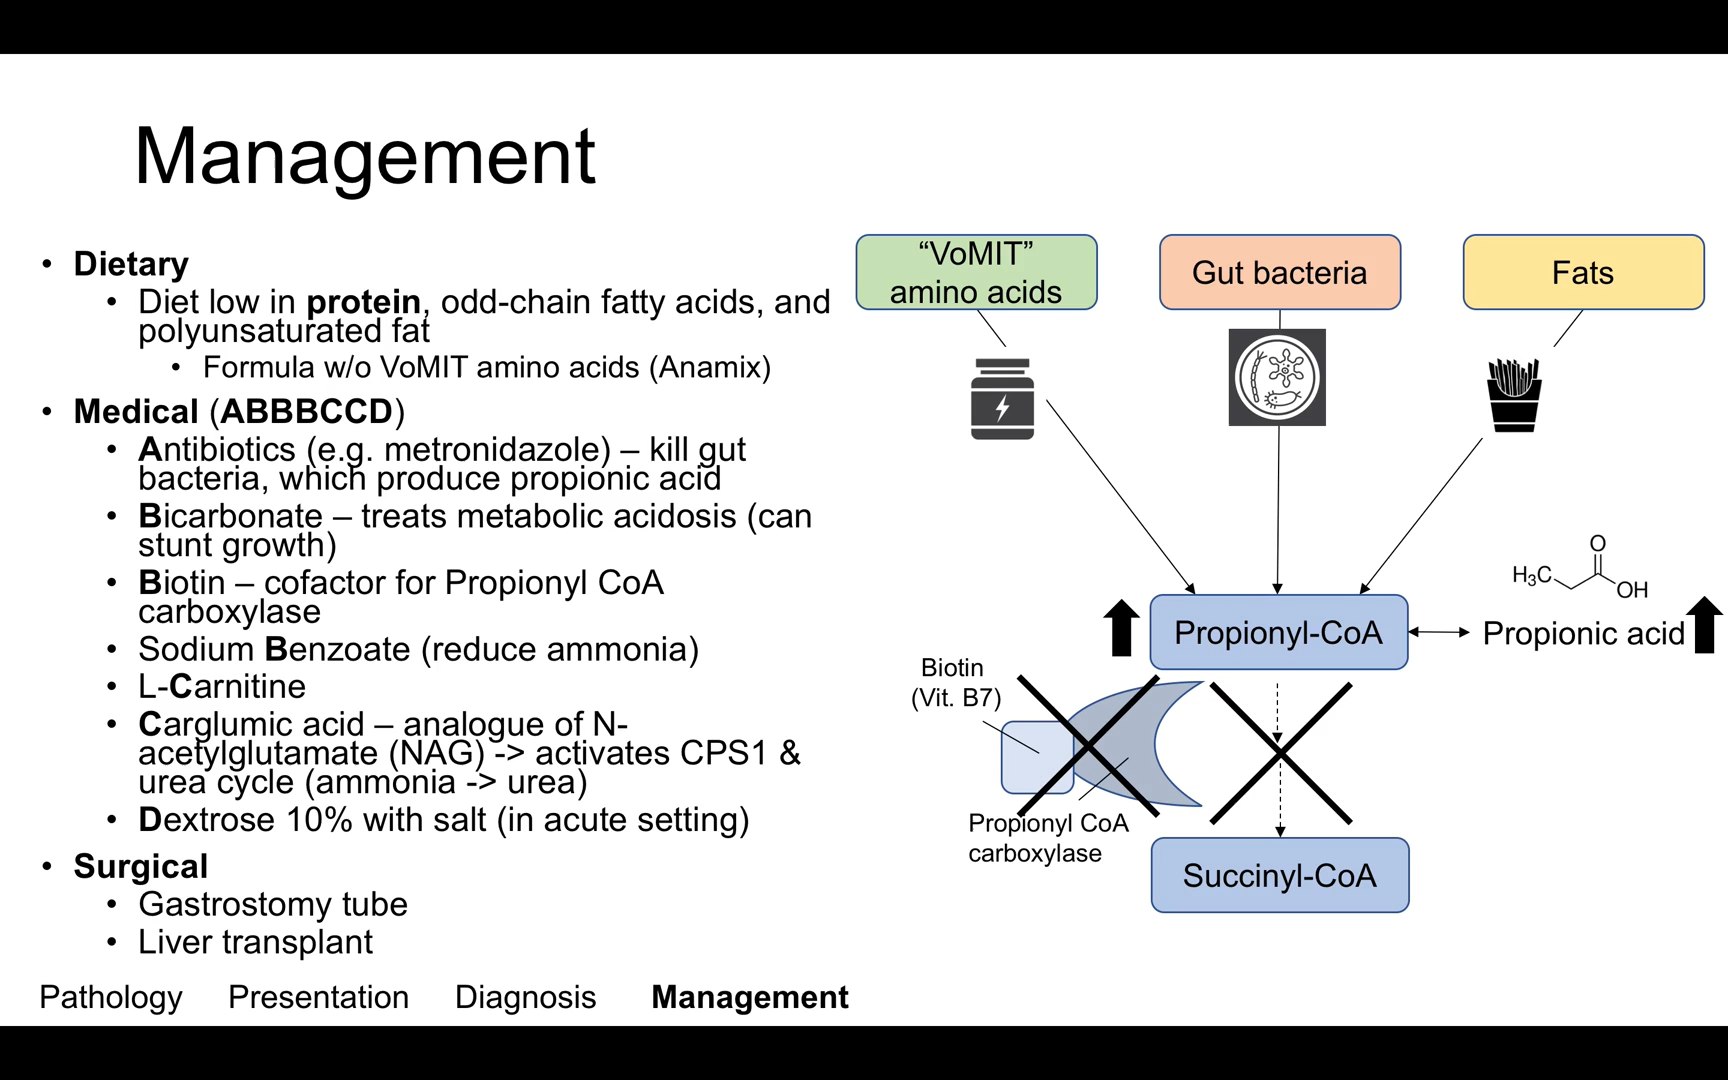 Management
• Dietary
• Diet low in protein, odd-chain fatty acids, and
polyunsaturated fat
• Formula w/o VoMIT amino acids (Anamix)
• Medical (ABBBCCD)
• Antibiotics (e.g. metronidazole) – kill gut
bacteria, which produce propionic acid
• Bicarbonate – treats metabolic acidosis (can
stunt growth)
• Biotin – cofactor for Propionyl CoA
carboxylase
• Sodium Benzoate (reduce ammonia)
• L-Carnitine
• Carglumic acid – analogue of N-
acetylglutamate (NAG) -> activates CPS1 &
urea cycle (ammonia -> urea)
• Dextrose 10% with salt (in acute setting)
• Surgical
• Gastrostomy tube
• Liver transplant
“VoMIT”
amino acids
Gut bacteria
Fats
O
H₃C
OH
Propionyl-CoA
Propionic acid
Biotin
(Vit. B7)
Propionyl CoA
carboxylase
Succinyl-CoA
Pathology Presentation Diagnosis Management